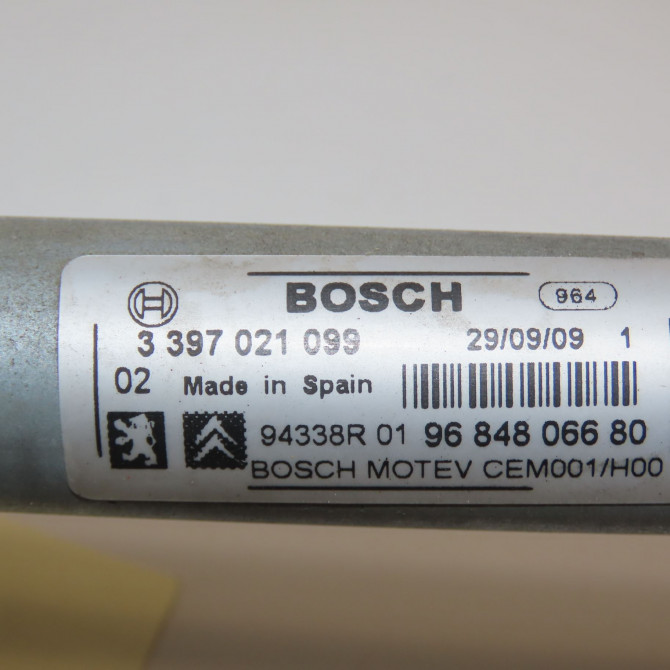 BOSCH 964
3 397 021 099 29/09/09 1
02 Made in Spain
94338R 01 96 848 066 80
BOSCH MOTEV CEM001/H00